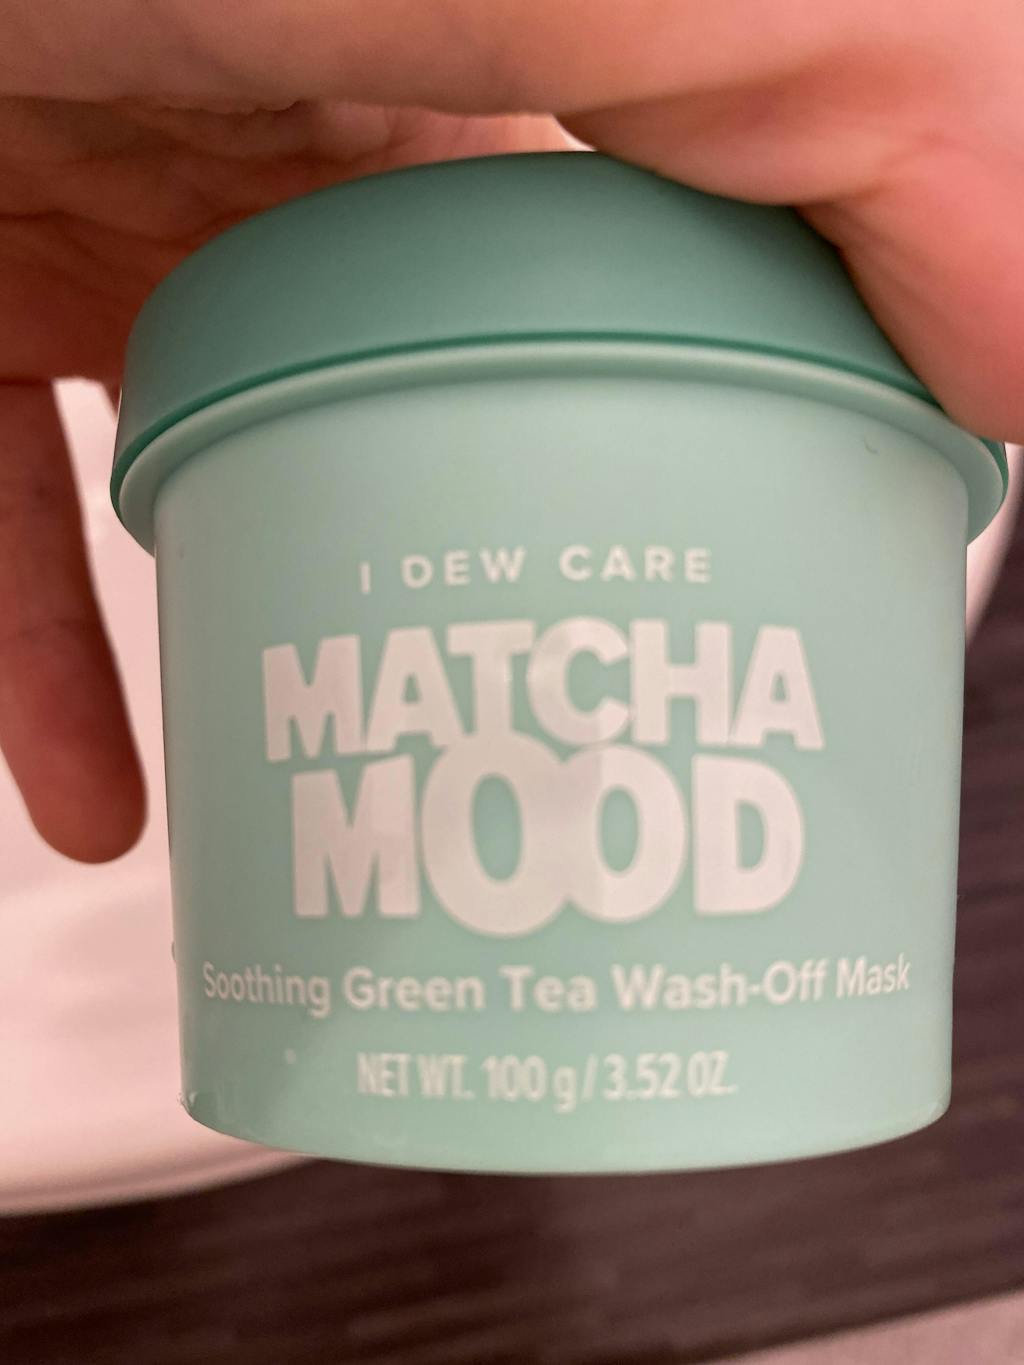 I DEW CARE
MATCHA
MOOD
Soothing Green Tea Wash-Off Mask
NET WT. 100 g / 3.52 OZ.